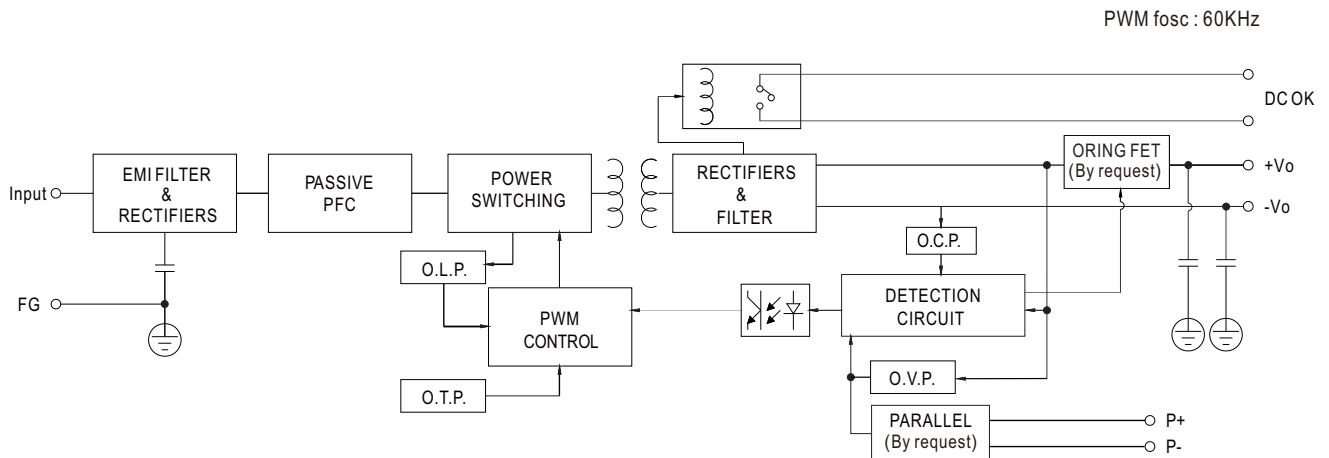 PWM fosc : 60KHz
DC OK
EMI FILTER
&
RECTIFIERS
PASSIVE
PFC
POWER
SWITCHING
RECTIFIERS
&
FILTER
ORING FET
(By request)
+Vo
-Vo
Input
O.L.P.
O.C.P.
FG
PWM
CONTROL
DETECTION
CIRCUIT
O.T.P.
O.V.P.
PARALLEL
(By request)
P+
P-